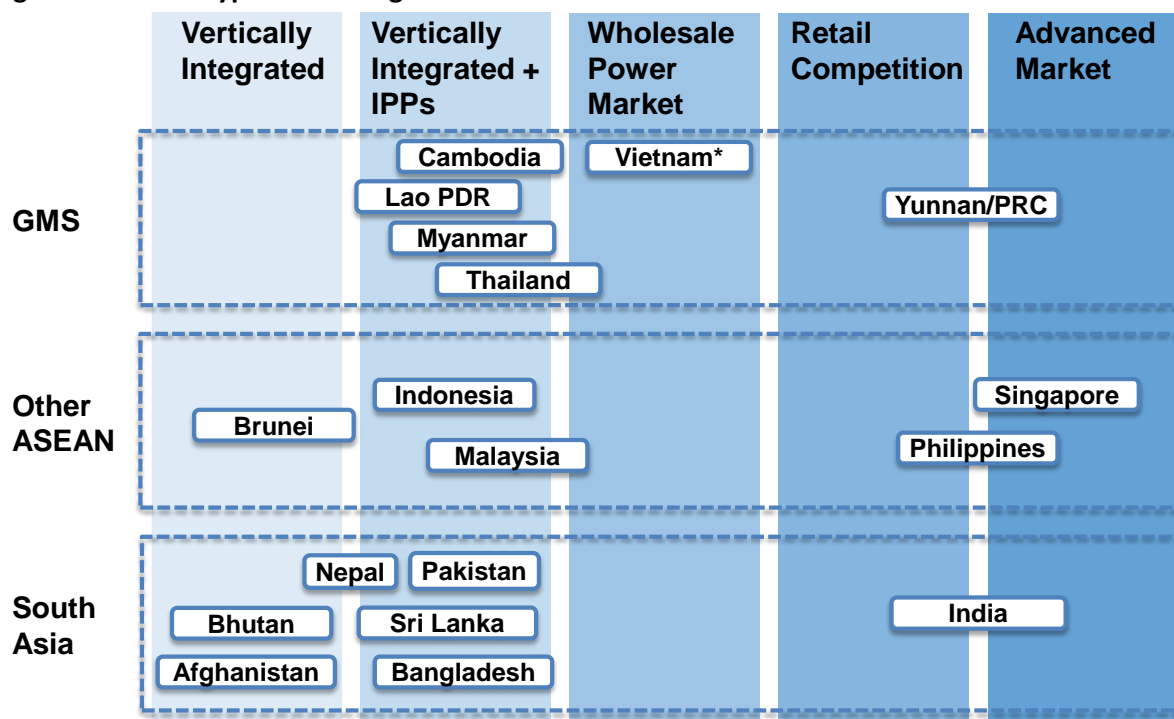 Vertically
Integrated
Vertically
Integrated +
IPPs
Wholesale
Power
Market
Retail
Competition
Advanced
Market
GMS
Cambodia
Vietnam*
Lao PDR
Yunnan/PRC
Myanmar
Thailand
Other
ASEAN
Indonesia
Singapore
Brunei
Malaysia
Philippines
South
Asia
Nepal
Pakistan
Bhutan
Sri Lanka
India
Afghanistan
Bangladesh